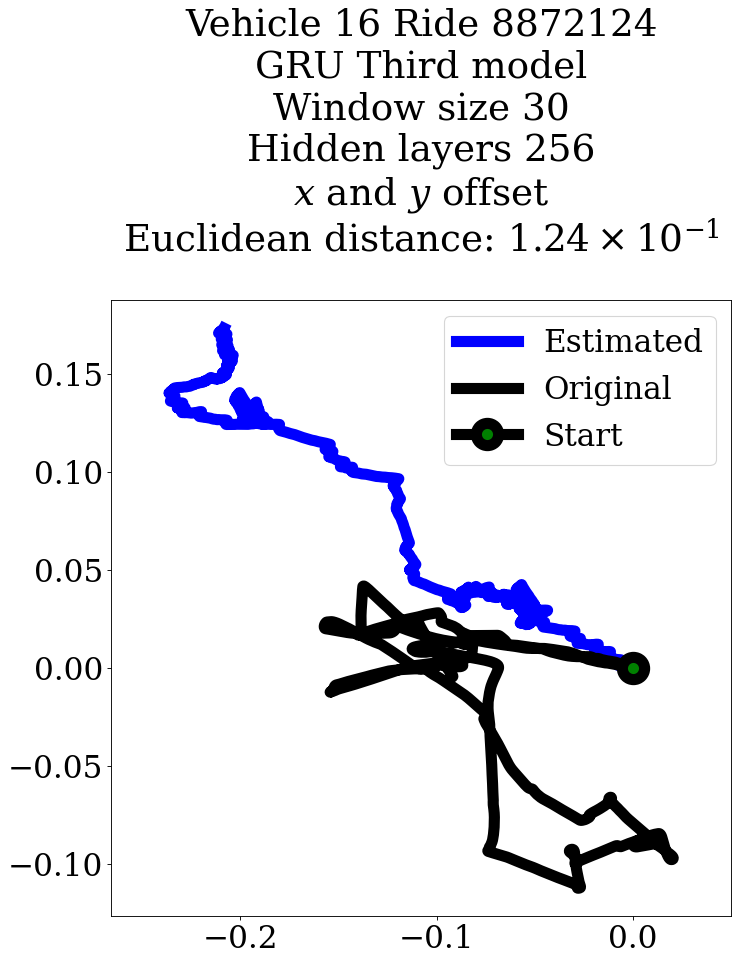 Vehicle 16 Ride 8872124
GRU Third model
Window size 30
Hidden layers 256
x and y offset
Euclidean distance: 1.24 × 10⁻¹
Estimated
Original
Start
0.15
0.10
0.05
0.00
−0.05
−0.10
−0.2
−0.1
0.0